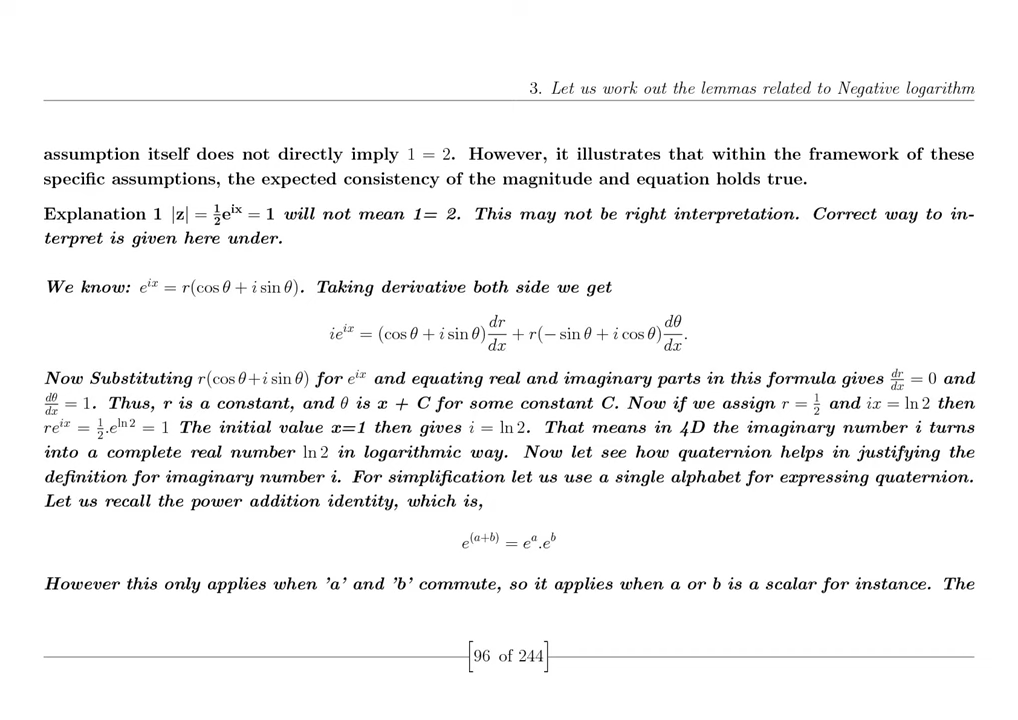 3. Let us work out the lemmas related to Negative logarithm
assumption itself does not directly imply 1 = 2. However, it illustrates that within the framework of these
specific assumptions, the expected consistency of the magnitude and equation holds true.
Explanation 1 |z| = ½e^{ix} = 1 will not mean 1= 2. This may not be right interpretation. Correct way to in-
terpret is given here under.
We know: e^{ix} = r(cos θ + i sin θ). Taking derivative both side we get
ie^{ix} = (cos θ + i sin θ) dr/dx + r(− sin θ + i cos θ) dθ/dx.
Now Substituting r(cos θ+i sin θ) for e^{ix} and equating real and imaginary parts in this formula gives dr/dx = 0 and
dθ/dx = 1. Thus, r is a constant, and θ is x + C for some constant C. Now if we assign r = ½ and ix = ln 2 then
re^{ix} = ½.e^{ln 2} = 1 The initial value x=1 then gives i = ln 2. That means in 4D the imaginary number i turns
into a complete real number ln 2 in logarithmic way. Now let see how quaternion helps in justifying the
definition for imaginary number i. For simplification let us use a single alphabet for expressing quaternion.
Let us recall the power addition identity, which is,
e^{(a+b)} = e^a.e^b
However this only applies when ’a’ and ’b’ commute, so it applies when a or b is a scalar for instance. The
[96 of 244]